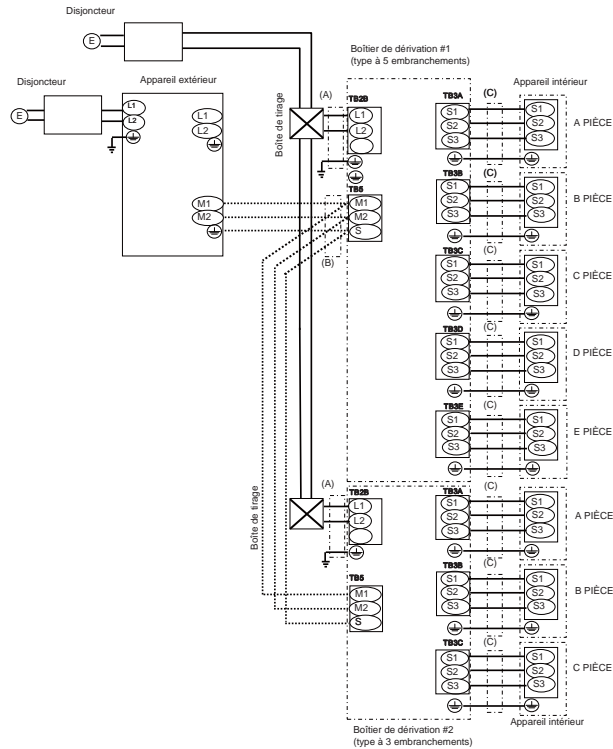 Disjoncteur
E
Boîtier de dérivation #1
(type à 5 embranchements)
Disjoncteur
Appareil extérieur
Appareil intérieur
E
L1
L2
L1
L2
M1
M2
Boîte de tirage
(A)
(B)
TB2B
L1
L2
TB5
M1
M2
S
TB3A
S1
S2
S3
(C)
S1
S2
S3
A PIÈCE
TB3B
S1
S2
S3
(C)
S1
S2
S3
B PIÈCE
TB3C
S1
S2
S3
(C)
S1
S2
S3
C PIÈCE
TB3D
S1
S2
S3
(C)
S1
S2
S3
D PIÈCE
TB3E
S1
S2
S3
(C)
S1
S2
S3
E PIÈCE
Boîte de tirage
(A)
TB2B
L1
L2
TB5
M1
M2
S
TB3A
S1
S2
S3
(C)
S1
S2
S3
A PIÈCE
TB3B
S1
S2
S3
(C)
S1
S2
S3
B PIÈCE
TB3C
S1
S2
S3
(C)
S1
S2
S3
C PIÈCE
Appareil intérieur
Boîtier de dérivation #2
(type à 3 embranchements)